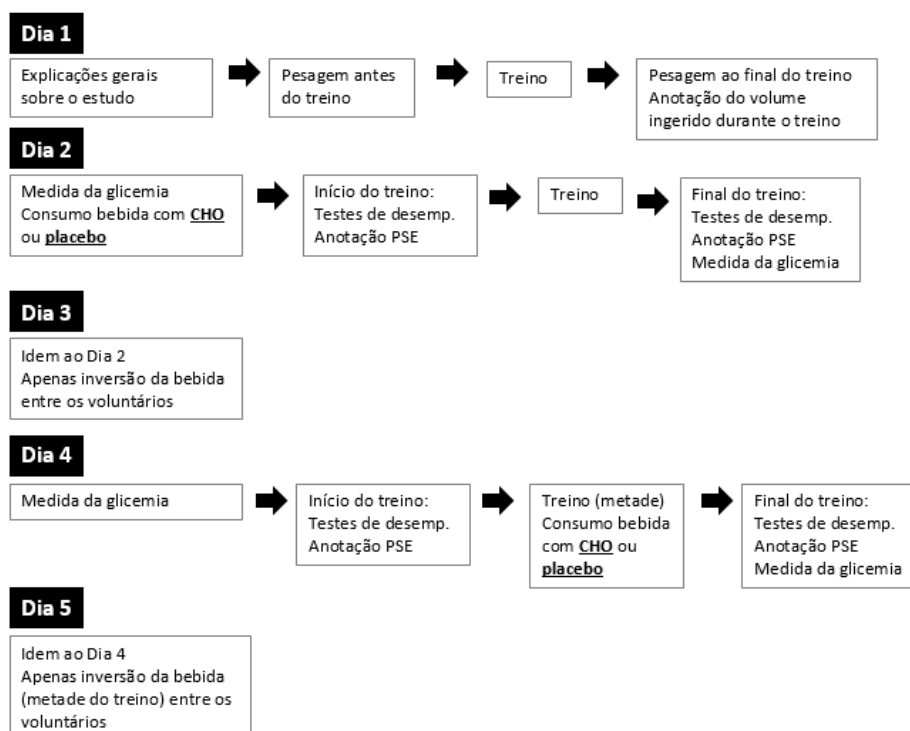 Dia 1
Explicações gerais
sobre o estudo
Pesagem antes
do treino
Treino
Pesagem ao final do treino
Anotação do volume
ingerido durante o treino
Dia 2
Medida da glicemia
Consumo bebida com CHO
ou placebo
Início do treino:
Testes de desemp.
Anotação PSE
Treino
Final do treino:
Testes de desemp.
Anotação PSE
Medida da glicemia
Dia 3
Idem ao Dia 2
Apenas inversão da bebida
entre os voluntários
Dia 4
Medida da glicemia
Início do treino:
Testes de desemp.
Anotação PSE
Treino (metade)
Consumo bebida
com CHO ou
placebo
Final do treino:
Testes de desemp.
Anotação PSE
Medida da glicemia
Dia 5
Idem ao Dia 4
Apenas inversão da bebida
(metade do treino) entre os
voluntários